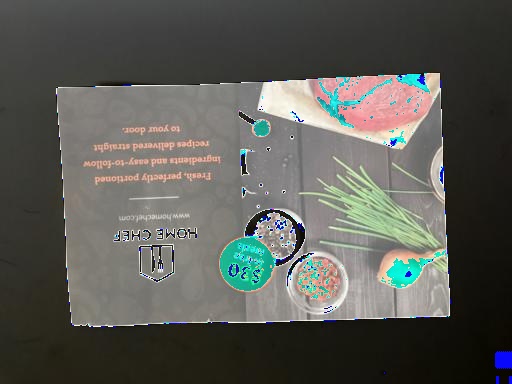 HOME CHEF
www.homechef.com
Fresh, perfectly portioned
ingredients and easy-to-follow
recipes delivered straight
to your door.
$30